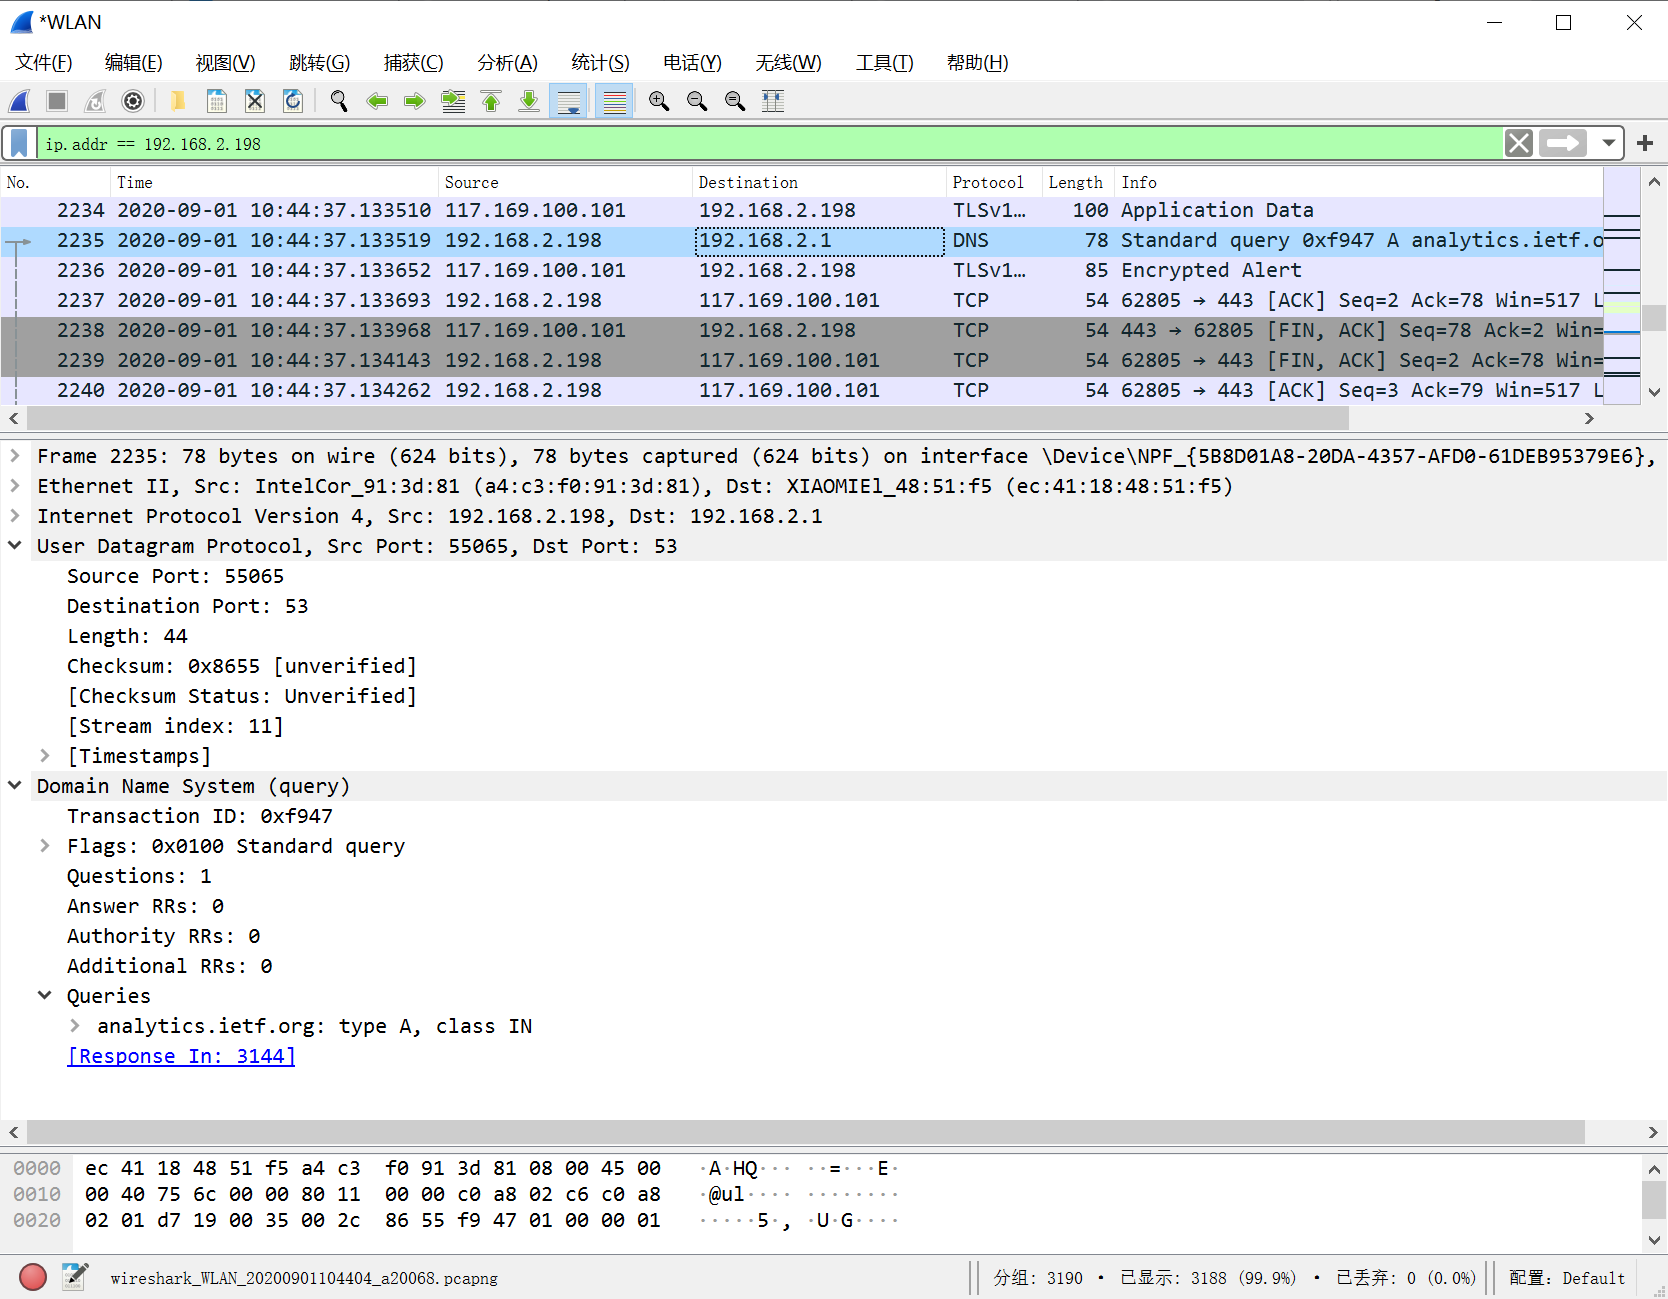 *WLAN
文件(F) 编辑(E) 视图(V) 跳转(G) 捕获(C) 分析(A) 统计(S) 电话(Y) 无线(W) 工具(T) 帮助(H)
ip.addr == 192.168.2.198
No. Time Source Destination Protocol Length Info
2234 2020-09-01 10:44:37.133510 117.169.100.101 192.168.2.198 TLSv1… 100 Application Data
2235 2020-09-01 10:44:37.133519 192.168.2.198 192.168.2.1 DNS 78 Standard query 0xf947 A analytics.ietf.o
2236 2020-09-01 10:44:37.133652 117.169.100.101 192.168.2.198 TLSv1… 85 Encrypted Alert
2237 2020-09-01 10:44:37.133693 192.168.2.198 117.169.100.101 TCP 54 62805 → 443 [ACK] Seq=2 Ack=78 Win=517 L
2238 2020-09-01 10:44:37.133968 117.169.100.101 192.168.2.198 TCP 54 443 → 62805 [FIN, ACK] Seq=78 Ack=2 Win=
2239 2020-09-01 10:44:37.134143 192.168.2.198 117.169.100.101 TCP 54 62805 → 443 [FIN, ACK] Seq=2 Ack=78 Win=
2240 2020-09-01 10:44:37.134262 192.168.2.198 117.169.100.101 TCP 54 62805 → 443 [ACK] Seq=3 Ack=79 Win=517 L
Frame 2235: 78 bytes on wire (624 bits), 78 bytes captured (624 bits) on interface \Device\NPF_{5B8D01A8-20DA-4357-AFD0-61DEB95379E6},
Ethernet II, Src: IntelCor_91:3d:81 (a4:c3:f0:91:3d:81), Dst: XIAOMIEl_48:51:f5 (ec:41:18:48:51:f5)
Internet Protocol Version 4, Src: 192.168.2.198, Dst: 192.168.2.1
User Datagram Protocol, Src Port: 55065, Dst Port: 53
Source Port: 55065
Destination Port: 53
Length: 44
Checksum: 0x8655 [unverified]
[Checksum Status: Unverified]
[Stream index: 11]
[Timestamps]
Domain Name System (query)
Transaction ID: 0xf947
Flags: 0x0100 Standard query
Questions: 1
Answer RRs: 0
Authority RRs: 0
Additional RRs: 0
Queries
analytics.ietf.org: type A, class IN
[Response In: 3144]
0000 ec 41 18 48 51 f5 a4 c3 f0 91 3d 81 08 00 45 00 ·A·HQ··· ··=···E·
0010 00 40 75 6c 00 00 80 11 00 00 c0 a8 02 c6 c0 a8 ·@ul···· ········
0020 02 01 d7 19 00 35 00 2c 86 55 f9 47 01 00 00 01 ·····5·, ·U·G····
wireshark_WLAN_20200901104404_a20068.pcapng 分组: 3190 · 已显示: 3188 (99.9%) · 已丢弃: 0 (0.0%) 配置: Default